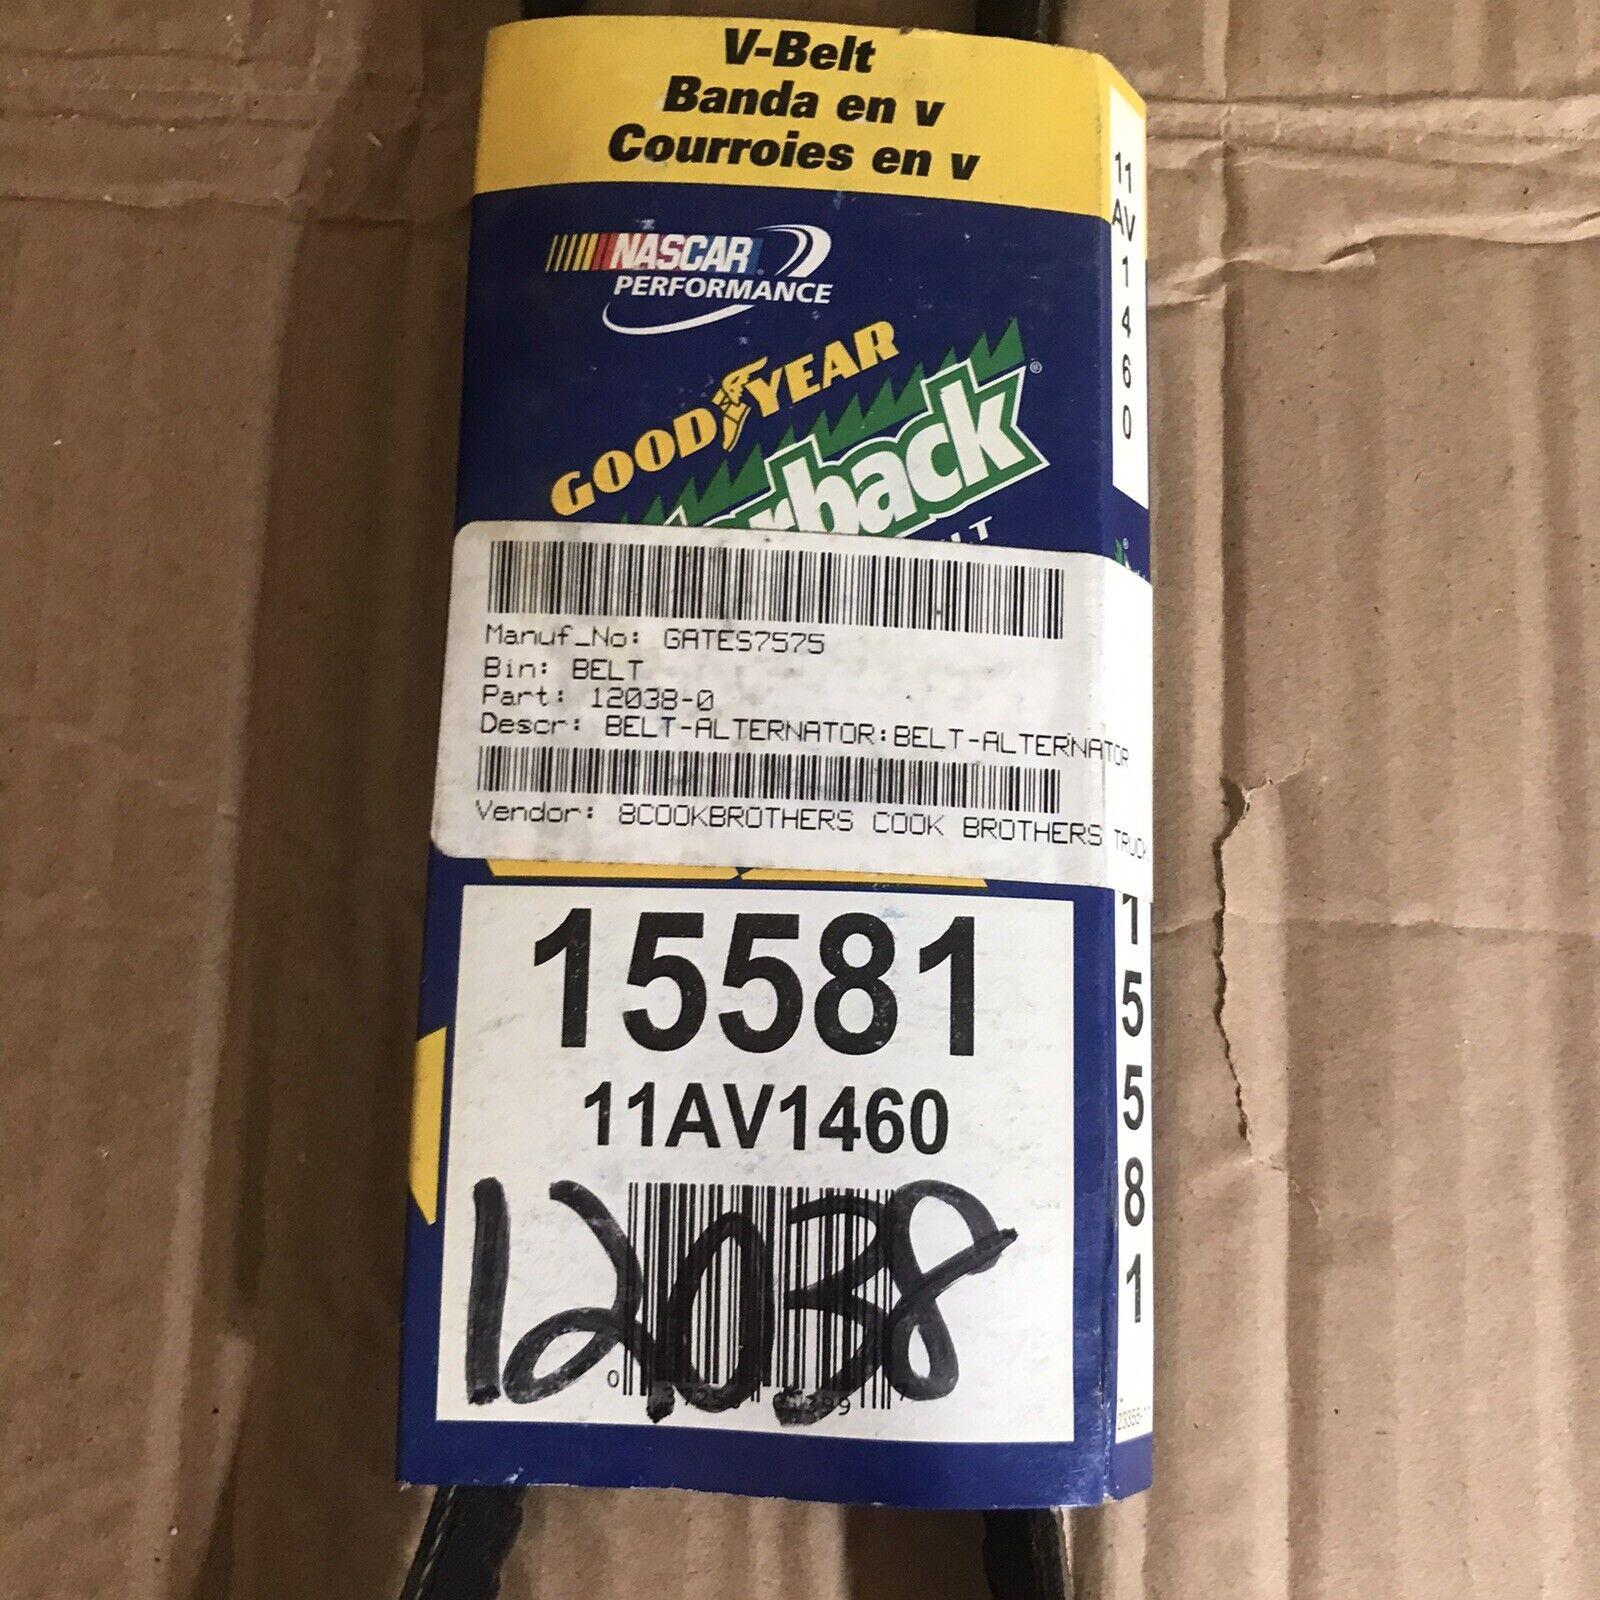 V-Belt
Banda en v
Courroies en v
NASCAR
PERFORMANCE
GOODYEAR
Manuf_No: GATES7575
Bin: BELT
Part: 12038-0
Descr: BELT-ALTERNATOR:BELT-ALTERNATOR
Vendor: 8COOKBROTHERS COOK BROTHERS TRUCK
15581
11AV1460
12038
11
AV
1
4
6
0
1
5
5
8
1